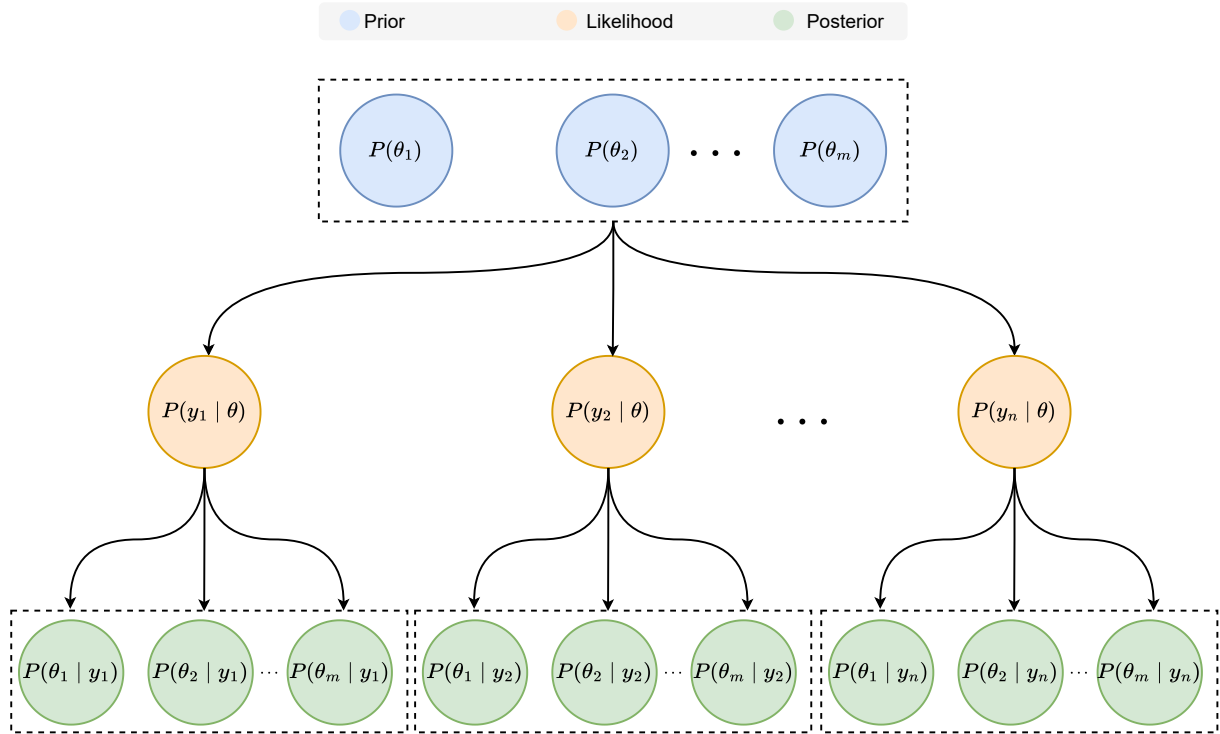 Prior Likelihood Posterior
P(θ₁) P(θ₂) ... P(θₘ)
P(y₁ | θ) P(y₂ | θ) ... P(yₙ | θ)
P(θ₁ | y₁) P(θ₂ | y₁) ... P(θₘ | y₁) P(θ₁ | y₂) P(θ₂ | y₂) ... P(θₘ | y₂) P(θ₁ | yₙ) P(θ₂ | yₙ) ... P(θₘ | yₙ)